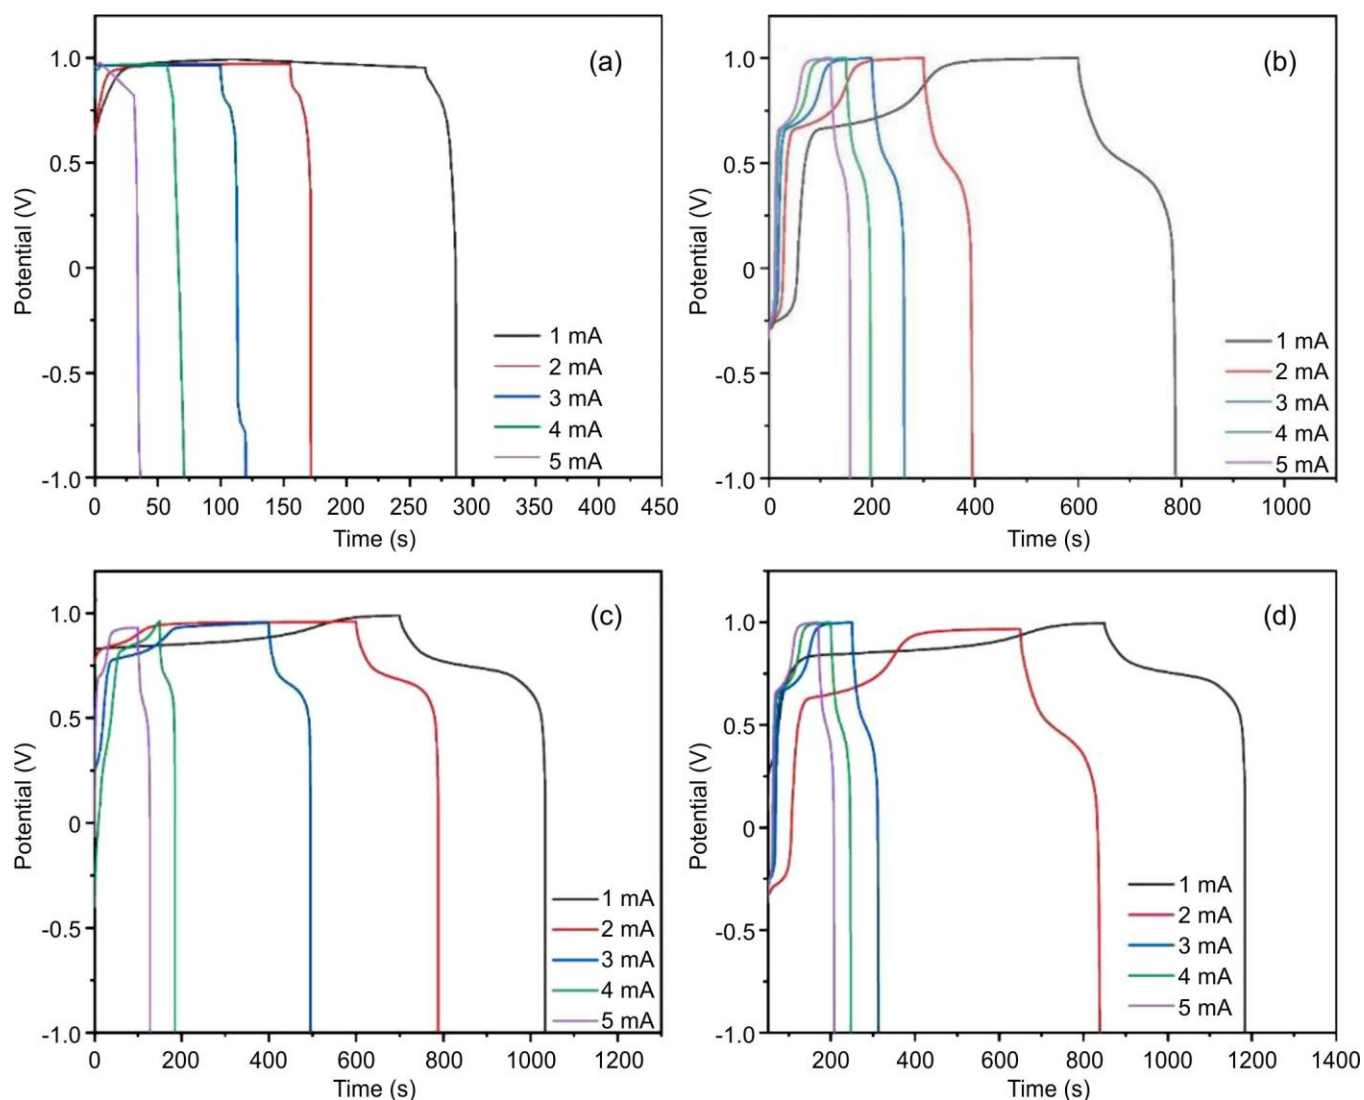 (a)
Potential (V)
1.0
0.5
0
-0.5
-1.0
0 50 100 150 200 250 300 350 400 450
Time (s)
1 mA
2 mA
3 mA
4 mA
5 mA
(b)
Potential (V)
1.0
0.5
0
-0.5
-1.0
0 200 400 600 800 1000
Time (s)
1 mA
2 mA
3 mA
4 mA
5 mA
(c)
Potential (V)
1.0
0.5
0
-0.5
-1.0
0 200 400 600 800 1000 1200
Time (s)
1 mA
2 mA
3 mA
4 mA
5 mA
(d)
Potential (V)
1.0
0.5
0
-0.5
-1.0
200 400 600 800 1000 1200 1400
Time (s)
1 mA
2 mA
3 mA
4 mA
5 mA